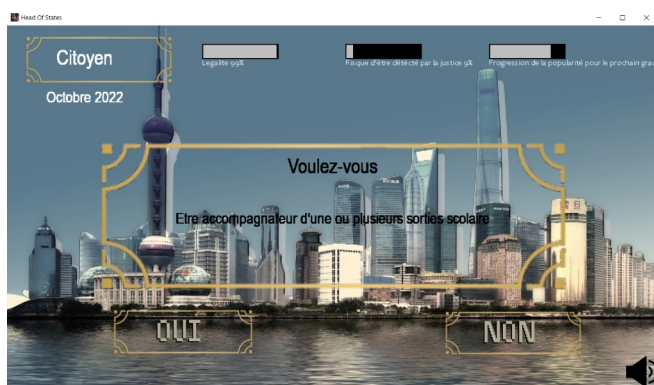 Head Of States
Citoyen
Octobre 2022
Legalite 99%
Risque d'être détécté par la justice 9%
Progression de la popularité pour le prochain gra
Voulez-vous
Etre accompagnateur d'une ou plusieurs sorties scolaire
OUI
NON